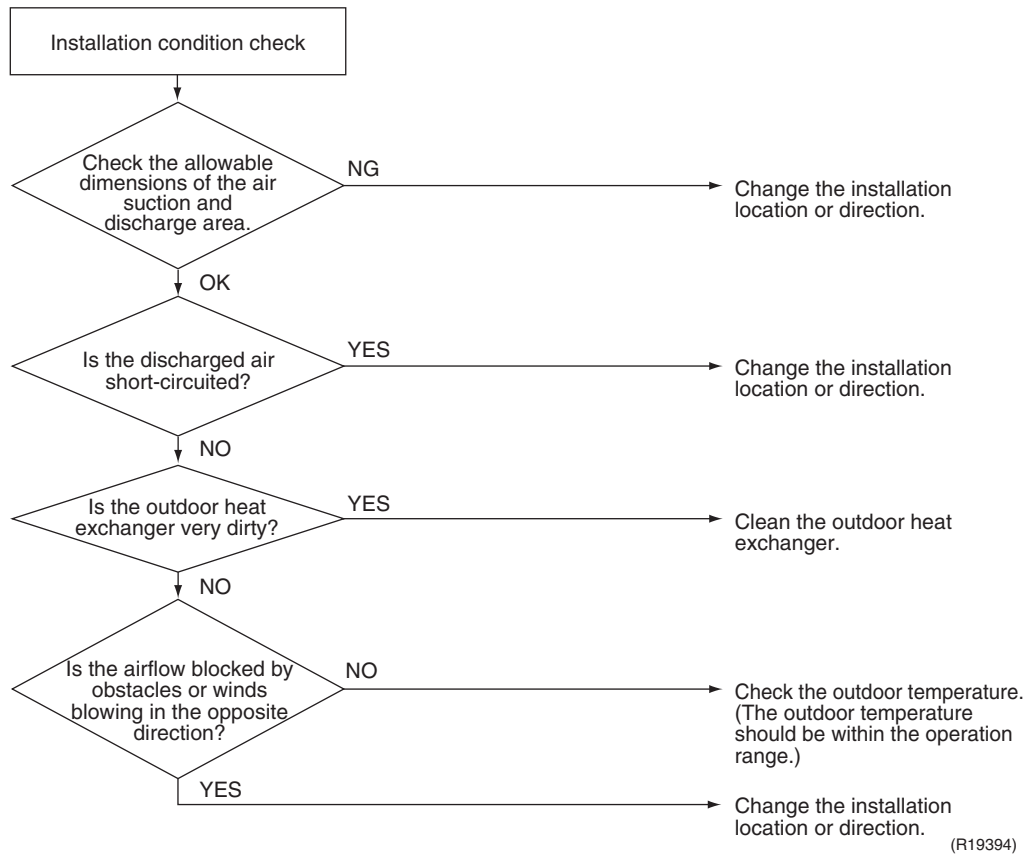 Installation condition check
Check the allowable
dimensions of the air
suction and
discharge area.
NG
Change the installation
location or direction.
OK
Is the discharged air
short-circuited?
YES
Change the installation
location or direction.
NO
Is the outdoor heat
exchanger very dirty?
YES
Clean the outdoor heat
exchanger.
NO
Is the airflow blocked by
obstacles or winds
blowing in the opposite
direction?
NO
Check the outdoor temperature.
(The outdoor temperature
should be within the operation
range.)
YES
Change the installation
location or direction.
(R19394)